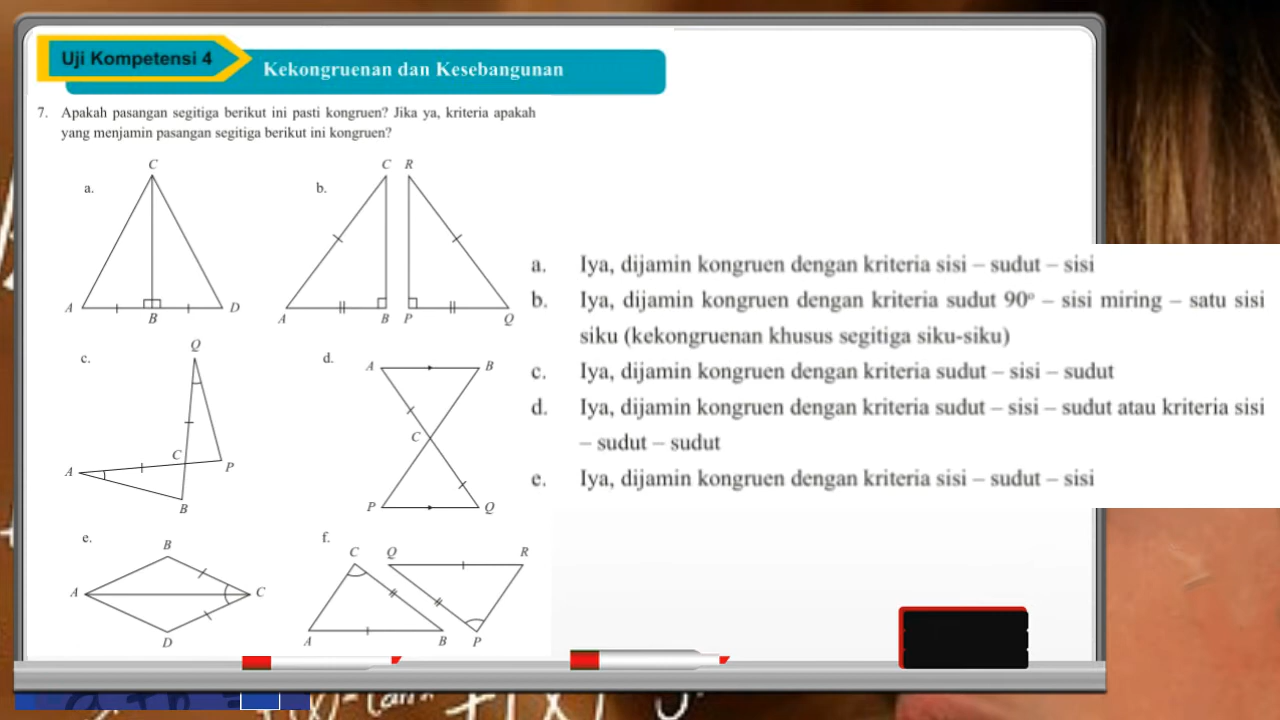 Uji Kompetensi 4
Kekongruenan dan Kesebangunan
7. Apakah pasangan segitiga berikut ini pasti kongruen? Jika ya, kriteria apakah
yang menjamin pasangan segitiga berikut ini kongruen?
a.
C
A
B
D
b.
C R
A
B P
Q
c.
Q
A
C
P
B
d.
A
B
C
P
Q
e.
B
A
C
D
f.
C Q R
A
B P
a. Iya, dijamin kongruen dengan kriteria sisi – sudut – sisi
b. Iya, dijamin kongruen dengan kriteria sudut 90° – sisi miring – satu sisi
siku (kekongruenan khusus segitiga siku-siku)
c. Iya, dijamin kongruen dengan kriteria sudut – sisi – sudut
d. Iya, dijamin kongruen dengan kriteria sudut – sisi – sudut atau kriteria sisi
– sudut – sudut
e. Iya, dijamin kongruen dengan kriteria sisi – sudut – sisi